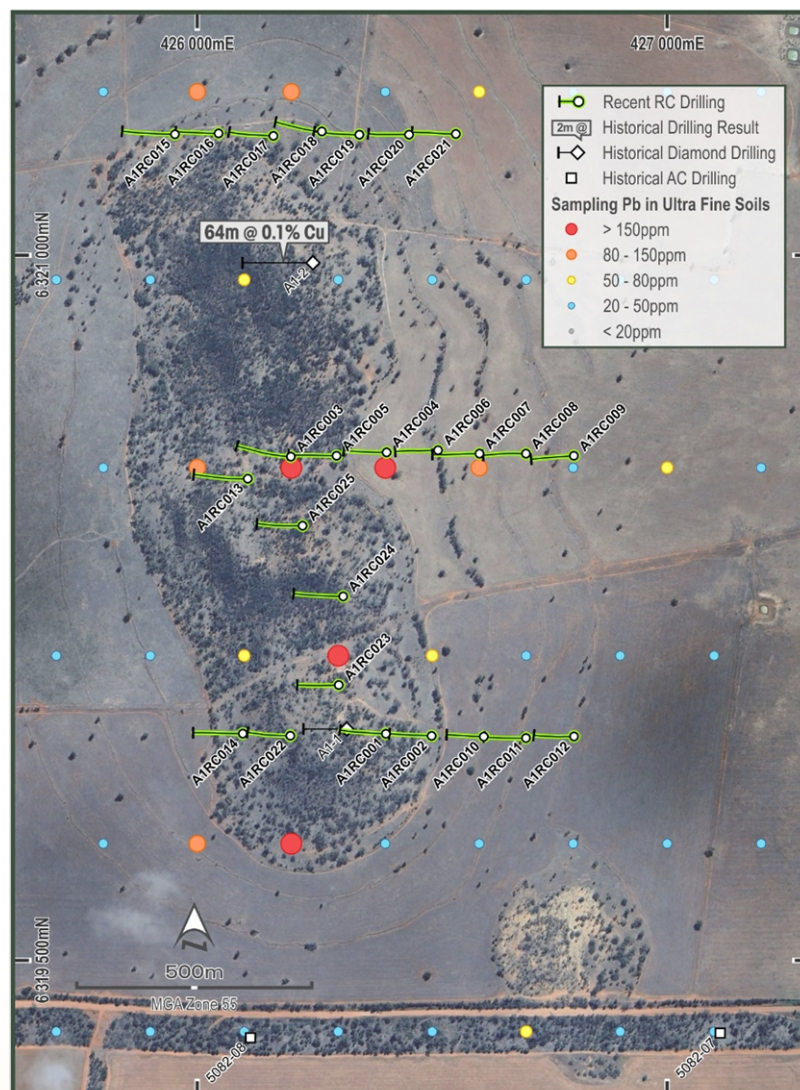 426 000mE
427 000mE
Recent RC Drilling
2m @
Historical Drilling Result
Historical Diamond Drilling
Historical AC Drilling
Sampling Pb in Ultra Fine Soils
> 150ppm
80 - 150ppm
50 - 80ppm
20 - 50ppm
< 20ppm
A1RC015
A1RC016
A1RC017
A1RC018
A1RC019
A1RC020
A1RC021
6 321 000mN
64m @ 0.1% Cu
A1-2
A1RC003
A1RC005
A1RC004
A1RC006
A1RC007
A1RC008
A1RC009
A1RC013
A1RC025
A1RC024
A1RC023
A1RC014
A1RC022
A1-1
A1RC001
A1RC002
A1RC010
A1RC011
A1RC012
6 319 500mN
N
500m
MGA Zone 55
5082-08
5082-07